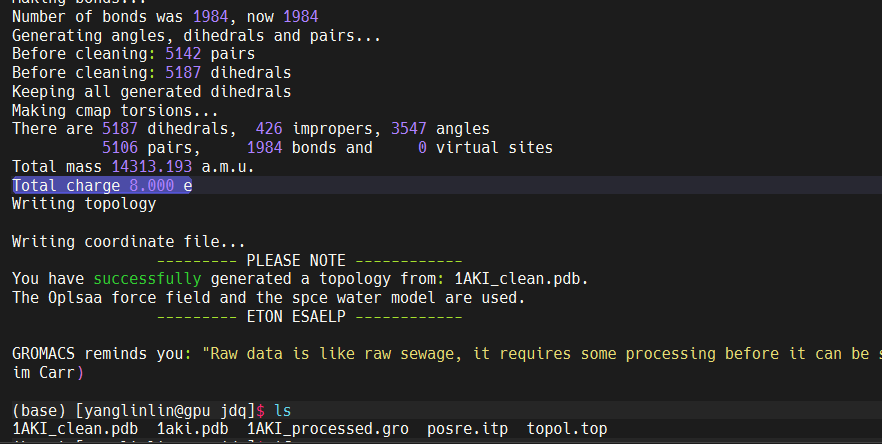 Making bonds...
Number of bonds was 1984, now 1984
Generating angles, dihedrals and pairs...
Before cleaning: 5142 pairs
Before cleaning: 5187 dihedrals
Keeping all generated dihedrals
Making cmap torsions...
There are 5187 dihedrals,  426 impropers, 3547 angles
          5106 pairs,     1984 bonds and     0 virtual sites
Total mass 14313.193 a.m.u.
Total charge 8.000 e
Writing topology
Writing coordinate file...
--------- PLEASE NOTE ------------
You have successfully generated a topology from: 1AKI_clean.pdb.
The Oplsaa force field and the spce water model are used.
--------- ETON ESAELP ------------
GROMACS reminds you: "Raw data is like raw sewage, it requires some processing before it can be
im Carr)
(base) [yanglinlin@gpu jdq]$ ls
1AKI_clean.pdb  1aki.pdb  1AKI_processed.gro  posre.itp  topol.top